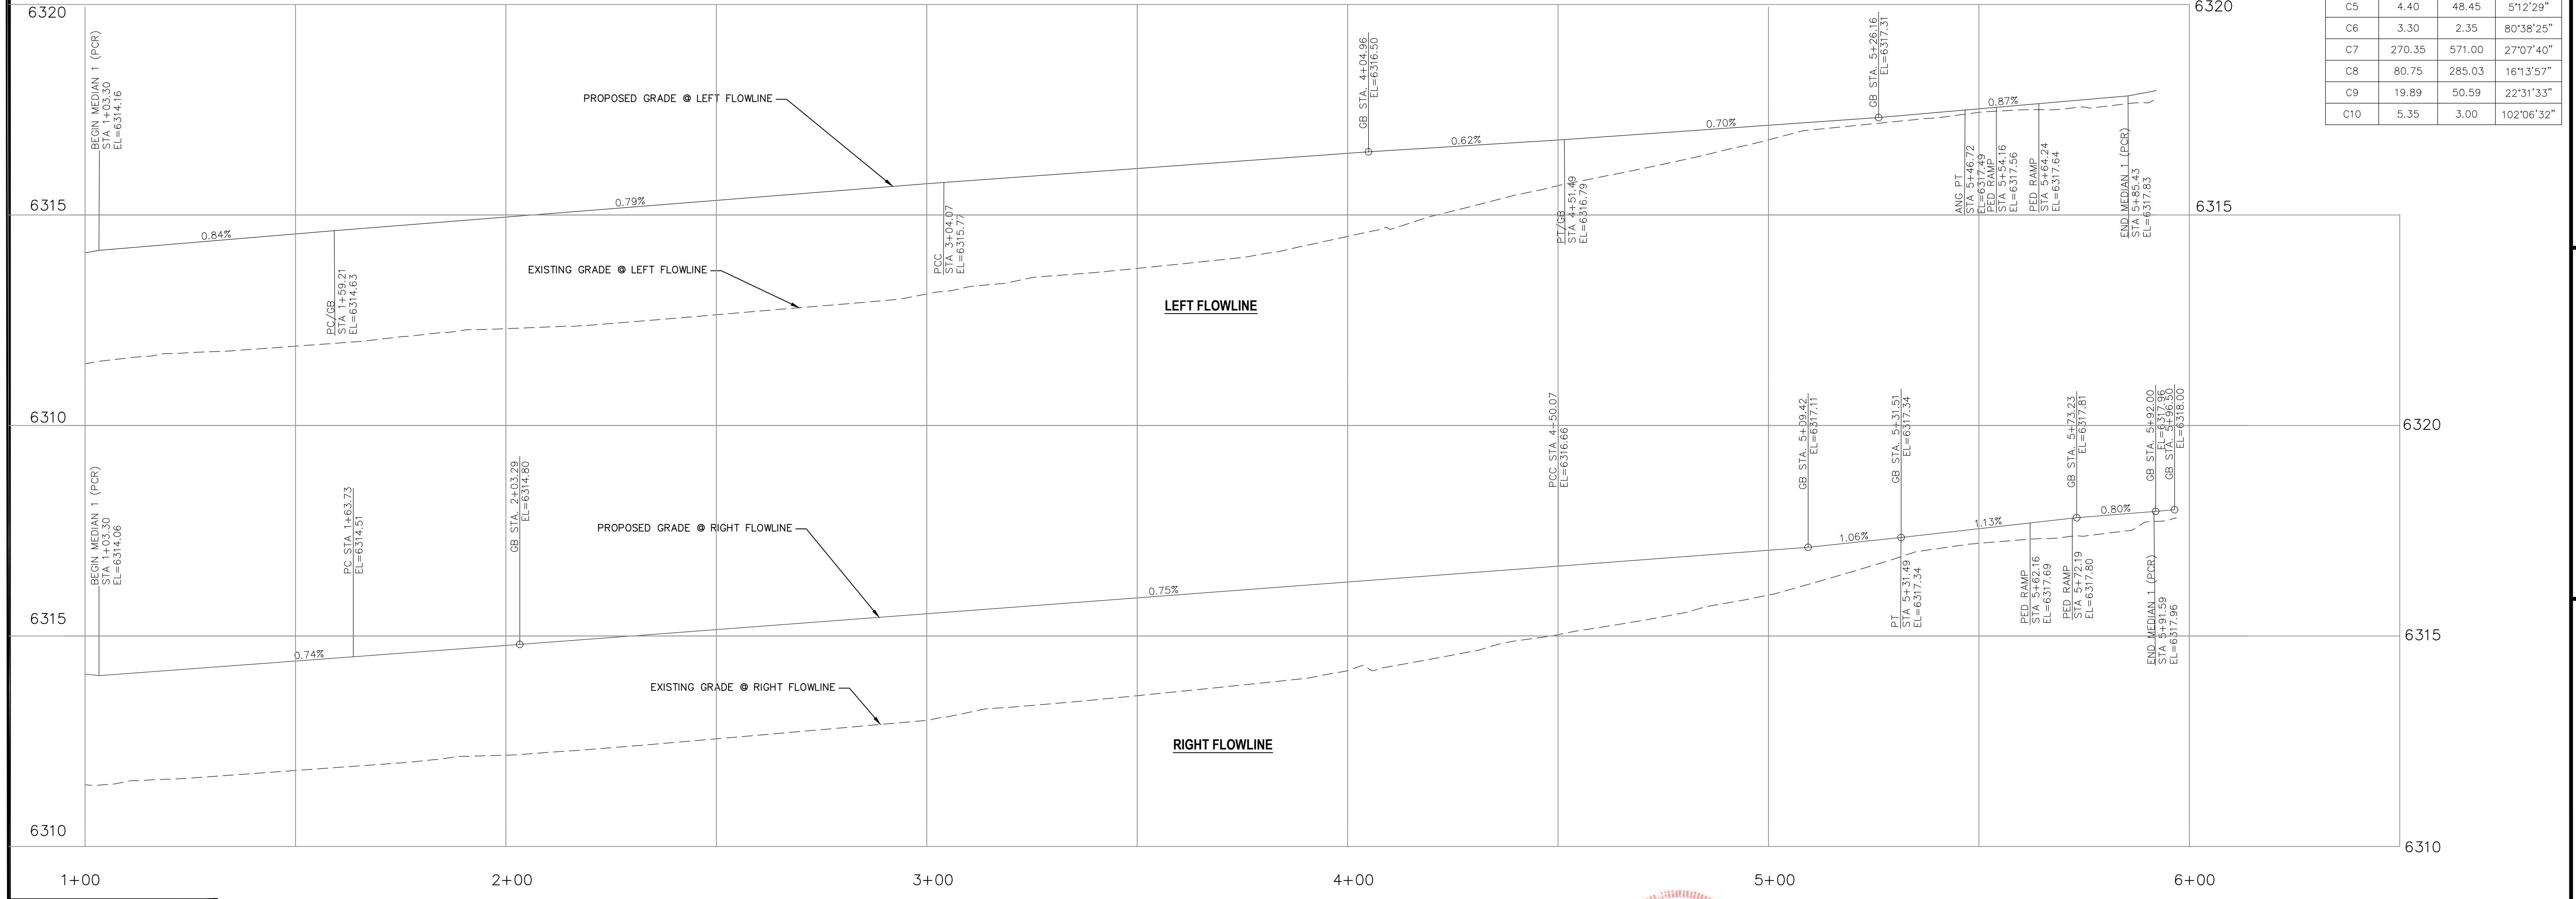 6320
6320
C5 4.40 48.45 5°12'29"
C6 3.30 2.35 80°38'25"
C7 270.35 571.00 27°07'40"
C8 80.75 285.03 16°13'57"
C9 19.89 50.59 22°31'33"
C10 5.35 3.00 102°06'32"
BEGIN MEDIAN 1 (PCR)
STA 1+03.30
EL=6314.16
PROPOSED GRADE @ LEFT FLOWLINE
GB STA. 4+04.96
EL=6316.50
GB STA. 5+26.16
EL=6317.31
0.84%
0.79%
0.62%
0.70%
0.87%
6315
6315
PC/GB
STA 1+59.21
EL=6314.63
EXISTING GRADE @ LEFT FLOWLINE
PCC
STA 3+04.07
EL=6315.77
PT/GB
STA 4+51.49
EL=6316.79
ANG PT
STA 5+46.72
EL=6317.49
PED RAMP
STA 5+54.16
EL=6317.56
PED RAMP
STA 5+64.24
EL=6317.64
END MEDIAN 1 (PCR)
STA 5+85.43
EL=6317.83
LEFT FLOWLINE
6310
6320
BEGIN MEDIAN 1 (PCR)
STA 1+03.30
EL=6314.06
PC STA 1+63.73
EL=6314.51
GB STA. 2+03.29
EL=6314.80
PROPOSED GRADE @ RIGHT FLOWLINE
PCC STA 4+50.07
EL=6316.66
GB STA. 5+09.42
EL=6317.11
GB STA. 5+31.51
EL=6317.34
GB STA. 5+73.23
EL=6317.81
GB STA. 5+92.00
EL=6317.96
GB STA. 5+96.50
EL=6318.00
0.74%
0.75%
1.06%
1.13%
0.80%
6315
6315
PT
STA 5+31.49
EL=6317.34
PED RAMP
STA 5+62.16
EL=6317.69
PED RAMP
STA 5+72.19
EL=6317.80
END MEDIAN 1 (PCR)
STA 5+91.59
EL=6317.96
EXISTING GRADE @ RIGHT FLOWLINE
RIGHT FLOWLINE
6310
6310
1+00
2+00
3+00
4+00
5+00
6+00